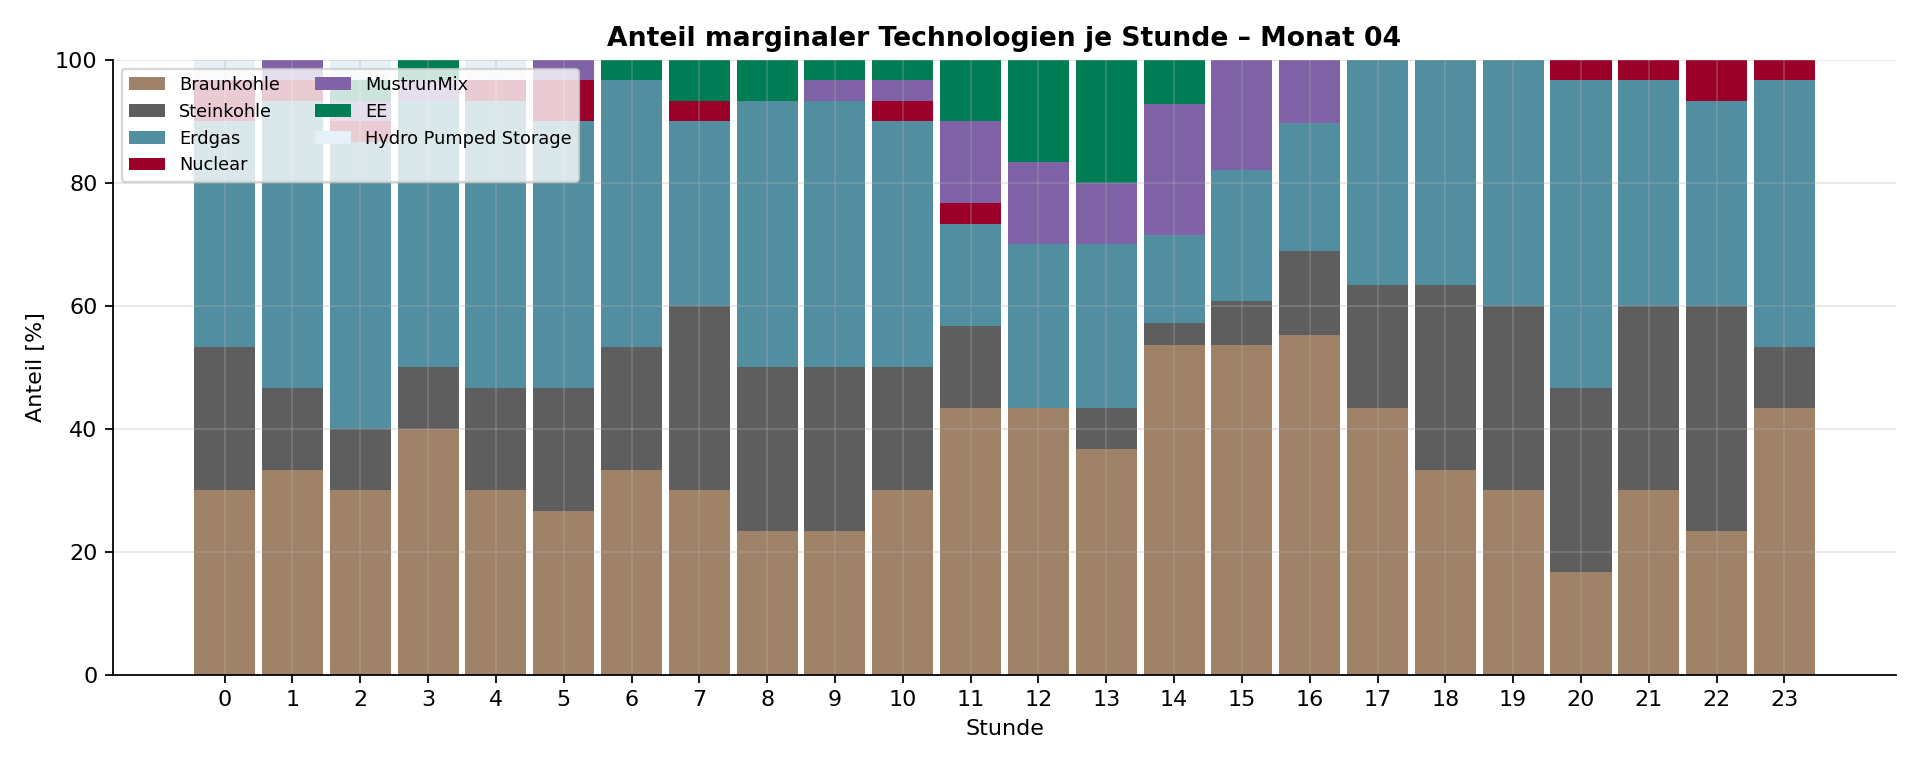 Anteil marginaler Technologien je Stunde – Monat 04
Anteil [%]
100
80
60
40
20
0
Braunkohle
Steinkohle
Erdgas
Nuclear
MustrunMix
EE
Hydro Pumped Storage
0 1 2 3 4 5 6 7 8 9 10 11 12 13 14 15 16 17 18 19 20 21 22 23
Stunde